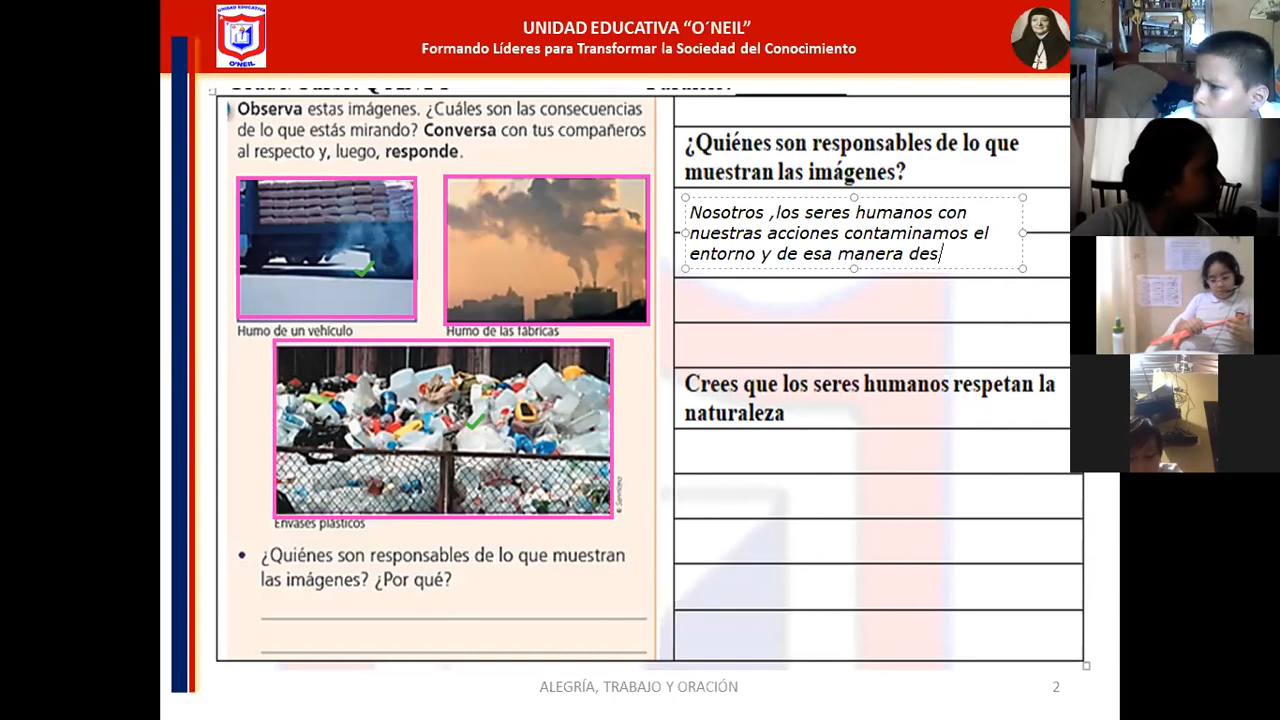 UNIDAD EDUCATIVA
O´NEIL
UNIDAD EDUCATIVA “O´NEIL”
Formando Líderes para Transformar la Sociedad del Conocimiento
Observa estas imágenes. ¿Cuáles son las consecuencias
de lo que estás mirando? Conversa con tus compañeros
al respecto y, luego, responde.
Humo de un vehículo
Humo de las fábricas
Envases plásticos
© Santillana
• ¿Quiénes son responsables de lo que muestran
las imágenes? ¿Por qué?
¿Quiénes son responsables de lo que
muestran las imágenes?
Nosotros ,los seres humanos con
nuestras acciones contaminamos el
entorno y de esa manera des
Crees que los seres humanos respetan la
naturaleza
ALEGRÍA, TRABAJO Y ORACIÓN
2